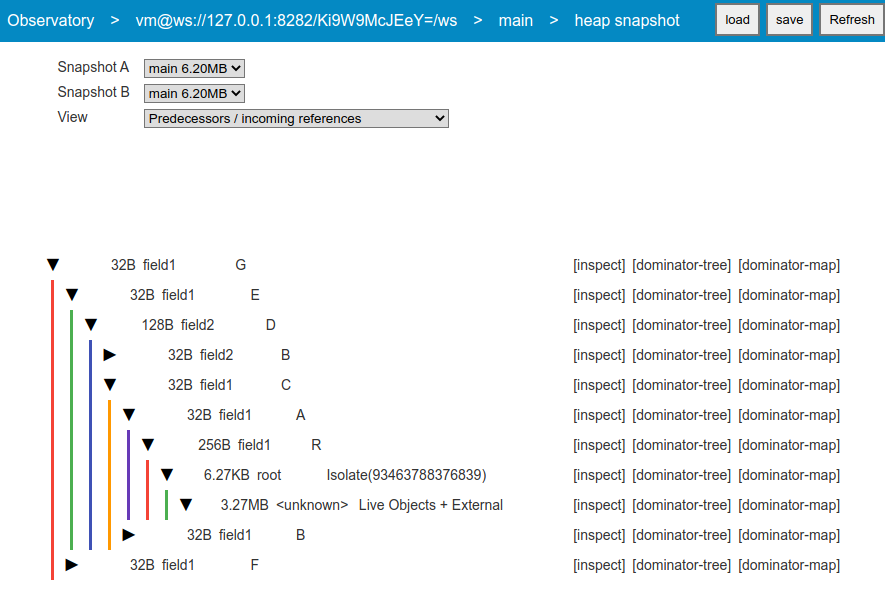 Observatory > vm@ws://127.0.0.1:8282/Ki9W9McJEeY=/ws > main > heap snapshot load save Refresh
Snapshot A main 6.20MB
Snapshot B main 6.20MB
View Predecessors / incoming references
▼ 32B field1 G [inspect] [dominator-tree] [dominator-map]
▼ 32B field1 E [inspect] [dominator-tree] [dominator-map]
▼ 128B field2 D [inspect] [dominator-tree] [dominator-map]
► 32B field2 B [inspect] [dominator-tree] [dominator-map]
▼ 32B field1 C [inspect] [dominator-tree] [dominator-map]
▼ 32B field1 A [inspect] [dominator-tree] [dominator-map]
▼ 256B field1 R [inspect] [dominator-tree] [dominator-map]
▼ 6.27KB root Isolate(93463788376839) [inspect] [dominator-tree] [dominator-map]
▼ 3.27MB <unknown> Live Objects + External [inspect] [dominator-tree] [dominator-map]
► 32B field1 B [inspect] [dominator-tree] [dominator-map]
► 32B field1 F [inspect] [dominator-tree] [dominator-map]